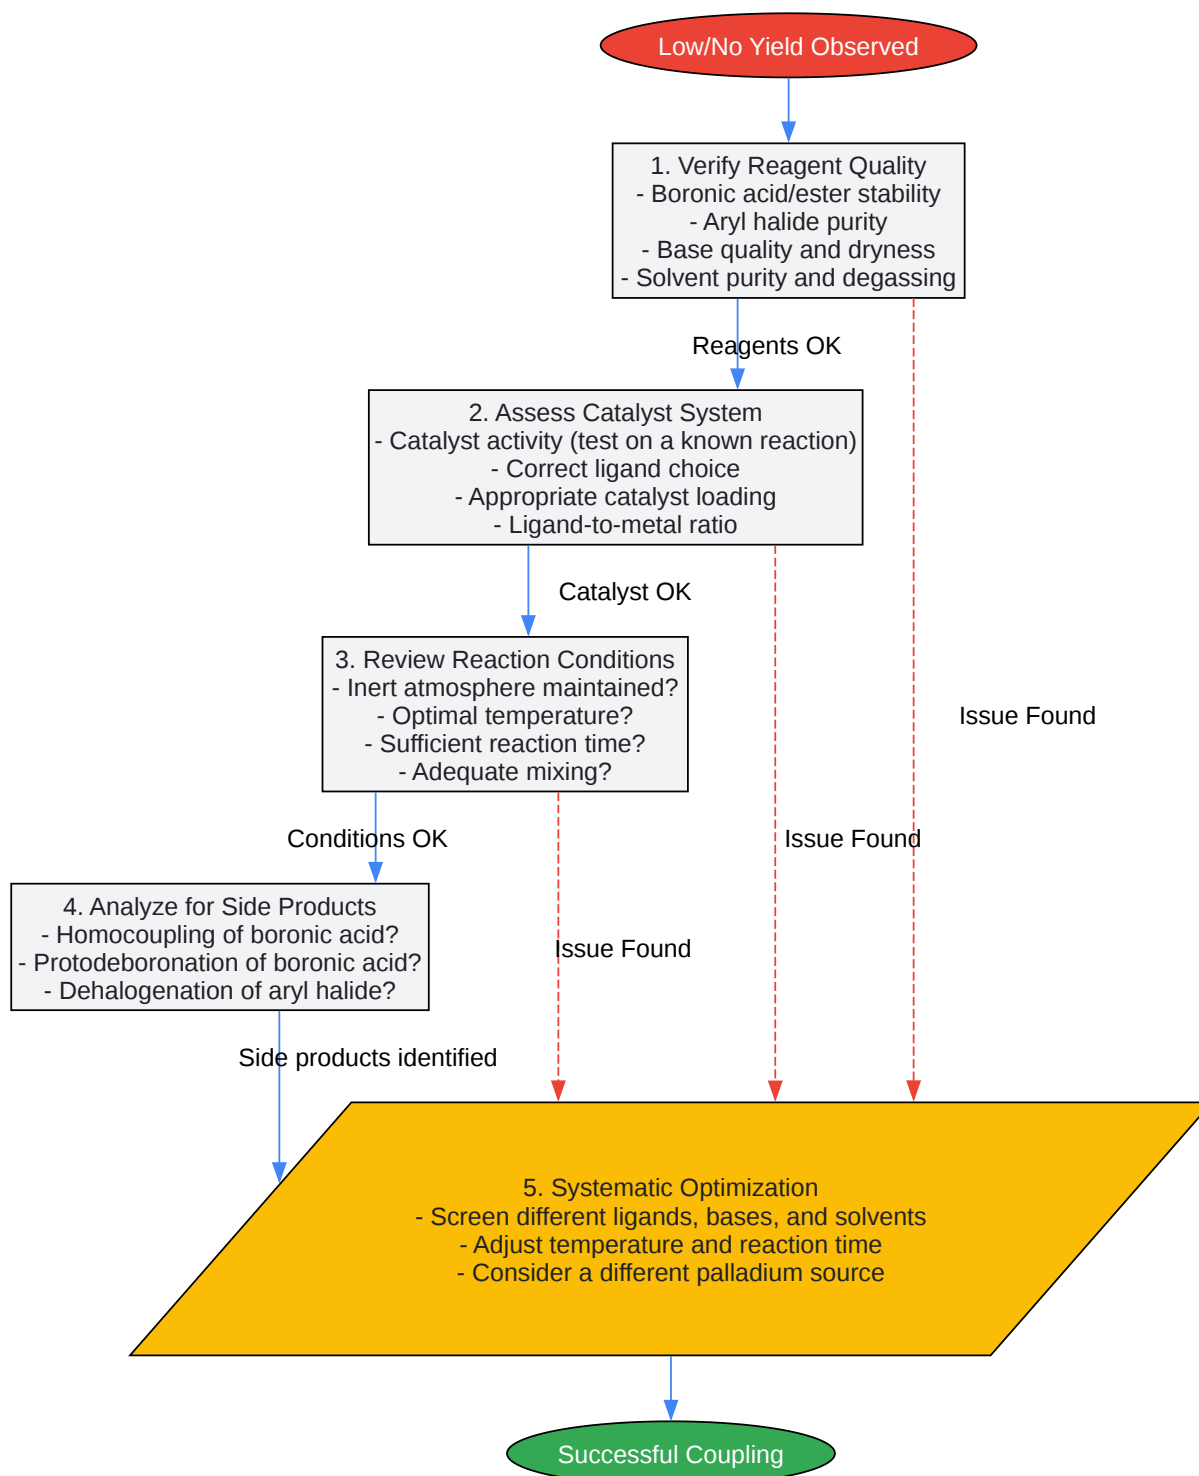 Low/No Yield Observed
1. Verify Reagent Quality
- Boronic acid/ester stability
- Aryl halide purity
- Base quality and dryness
- Solvent purity and degassing
Reagents OK
2. Assess Catalyst System
- Catalyst activity (test on a known reaction)
- Correct ligand choice
- Appropriate catalyst loading
- Ligand-to-metal ratio
Catalyst OK
3. Review Reaction Conditions
- Inert atmosphere maintained?
- Optimal temperature?
- Sufficient reaction time?
- Adequate mixing?
Issue Found
Conditions OK
Issue Found
4. Analyze for Side Products
- Homocoupling of boronic acid?
- Protodeboronation of boronic acid?
- Dehalogenation of aryl halide?
Issue Found
Side products identified
5. Systematic Optimization
- Screen different ligands, bases, and solvents
- Adjust temperature and reaction time
- Consider a different palladium source
Successful Coupling